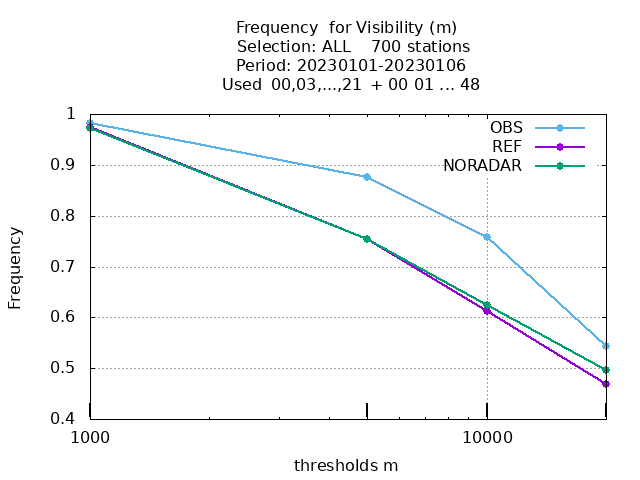 Frequency  for Visibility (m)
Selection: ALL    700 stations
Period: 20230101-20230106
Used  00,03,...,21  + 00 01 ... 48
OBS
REF
NORADAR
1
0.9
0.8
0.7
0.6
0.5
0.4
Frequency
1000
10000
thresholds m